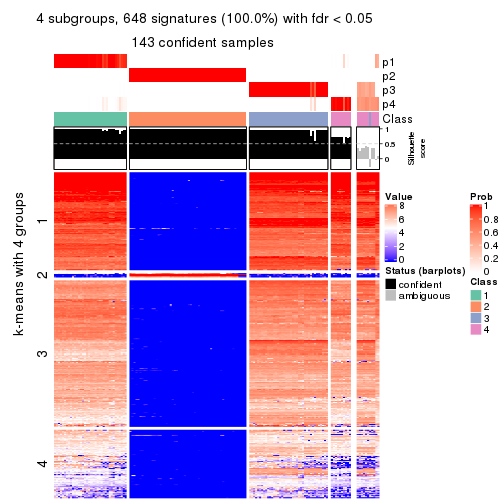 4 subgroups, 648 signatures (100.0%) with fdr < 0.05
143 confident samples
p1
p2
p3
p4
Class
1
0.5
0
Silhouette
score
k-means with 4 groups
1
2
3
4
Value
8
6
4
2
0
Status (barplots)
confident
ambiguous
Prob
1
0.8
0.6
0.4
0.2
0
Class
1
2
3
4